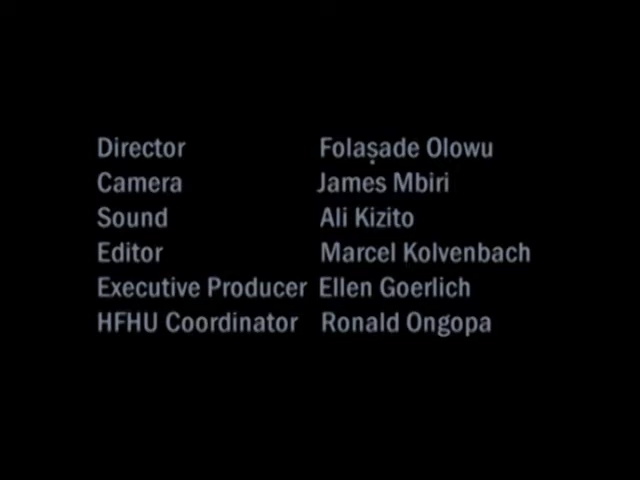 Director Folaṣade Olowu
Camera James Mbiri
Sound Ali Kizito
Editor Marcel Kolvenbach
Executive Producer Ellen Goerlich
HFHU Coordinator Ronald Ongopa